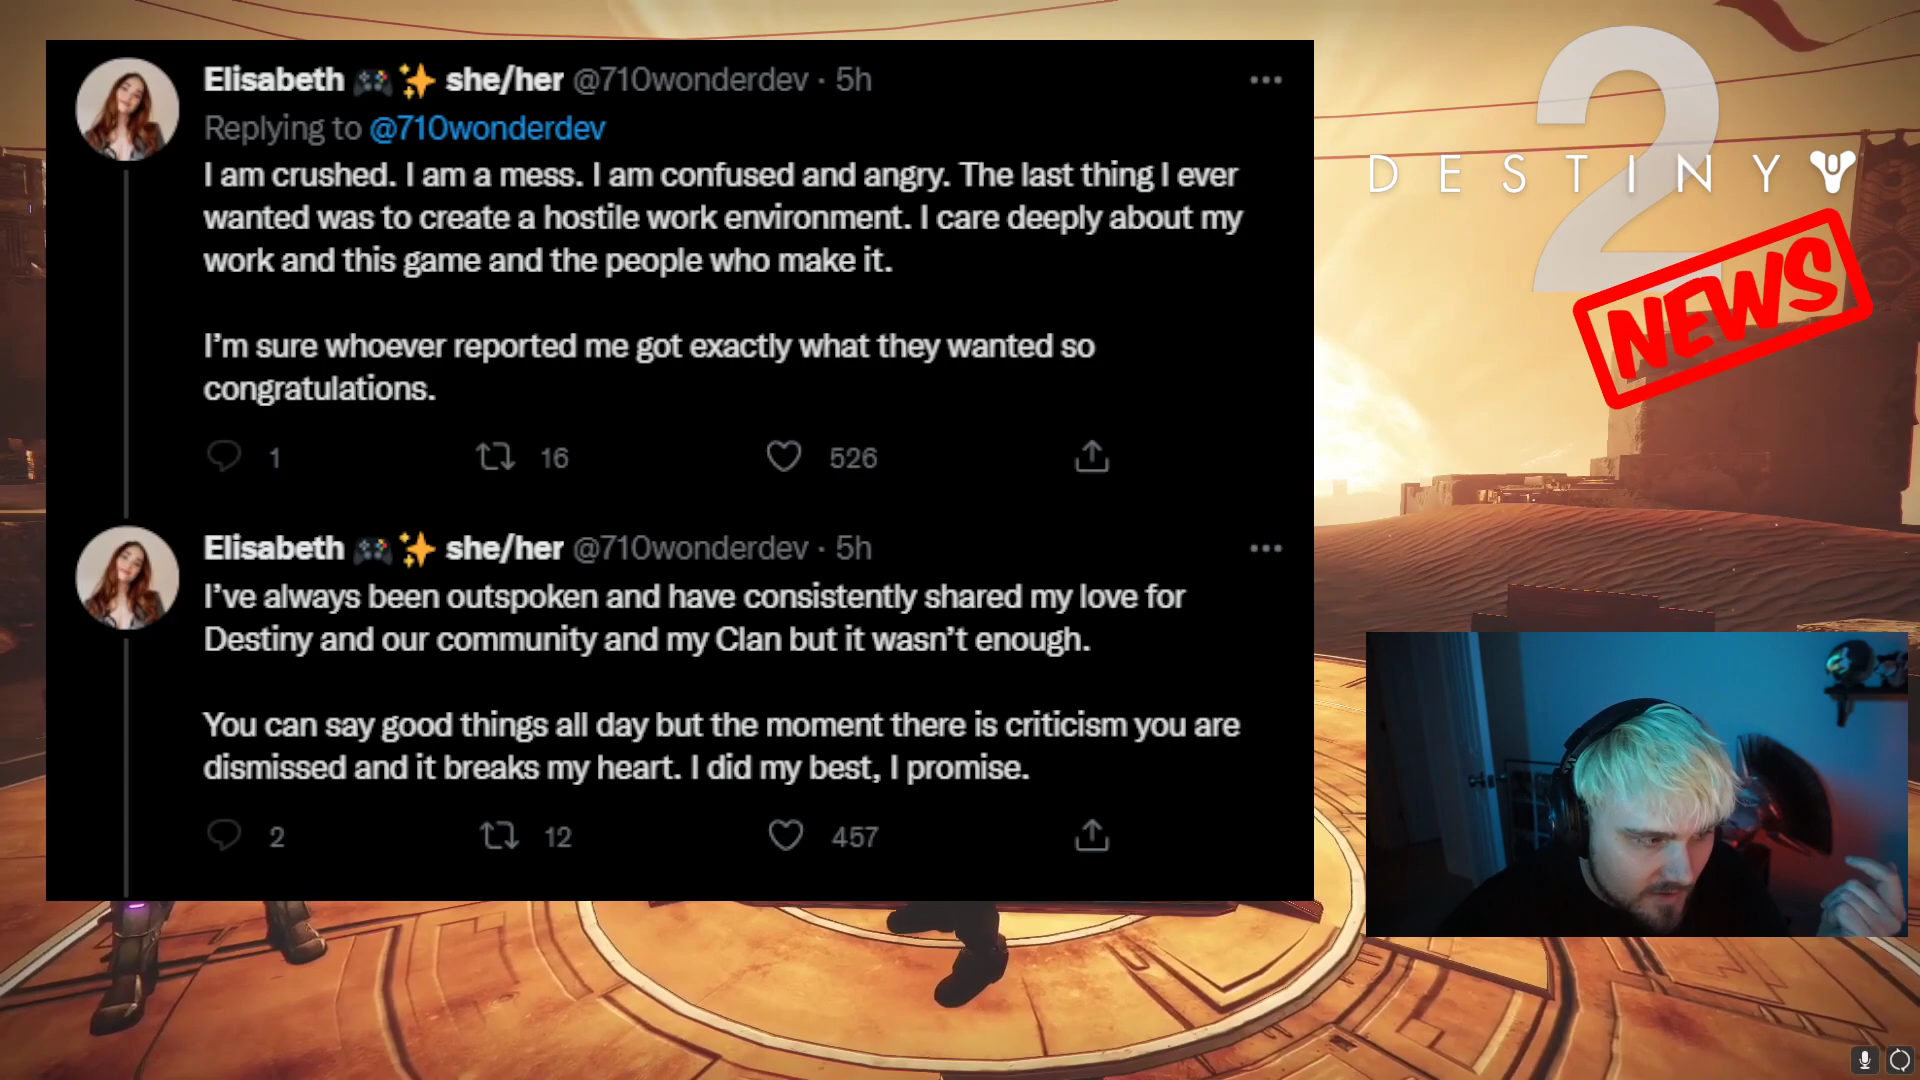 Elisabeth 🎮✨ she/her @710wonderdev · 5h
Replying to @710wonderdev
I am crushed. I am a mess. I am confused and angry. The last thing I ever
wanted was to create a hostile work environment. I care deeply about my
work and this game and the people who make it.
I'm sure whoever reported me got exactly what they wanted so
congratulations.
1 16 526
Elisabeth 🎮✨ she/her @710wonderdev · 5h
I've always been outspoken and have consistently shared my love for
Destiny and our community and my Clan but it wasn't enough.
You can say good things all day but the moment there is criticism you are
dismissed and it breaks my heart. I did my best, I promise.
2 12 457
2
DESTINY
NEWS